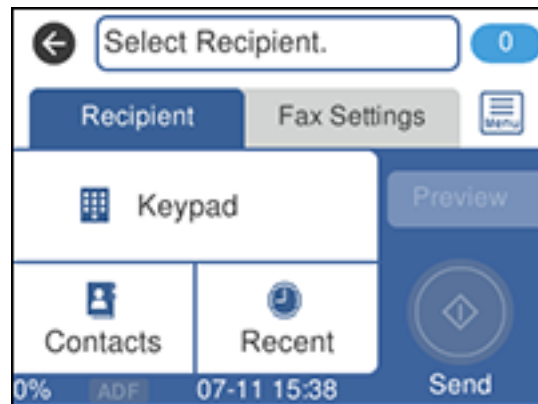 Select Recipient.
0
Recipient
Fax Settings
Menu
Keypad
Preview
Contacts
Recent
0% ADF 07-11 15:38
Send